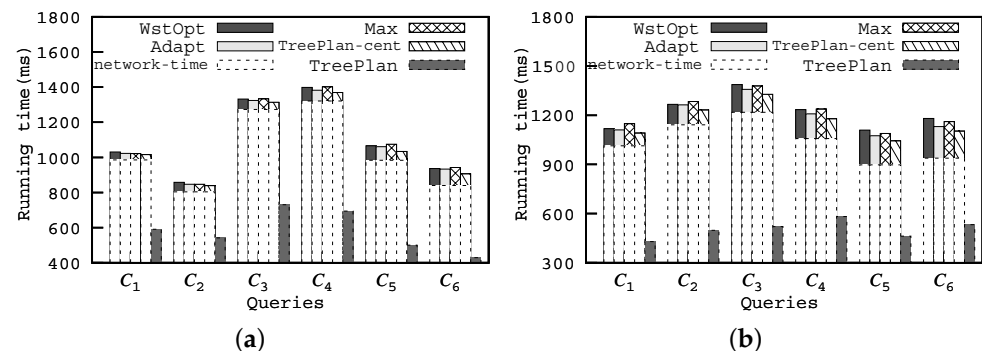 1800
1600
1400
1200
1000
800
600
400
Running time(ms)
WstOpt
Adapt
network-time
Max
TreePlan-cent
TreePlan
C1 C2 C3 C4 C5 C6
Queries
(a)
1800
1500
1200
900
600
300
Running time(ms)
WstOpt
Adapt
network-time
Max
TreePlan-cent
TreePlan
C1 C2 C3 C4 C5 C6
Queries
(b)